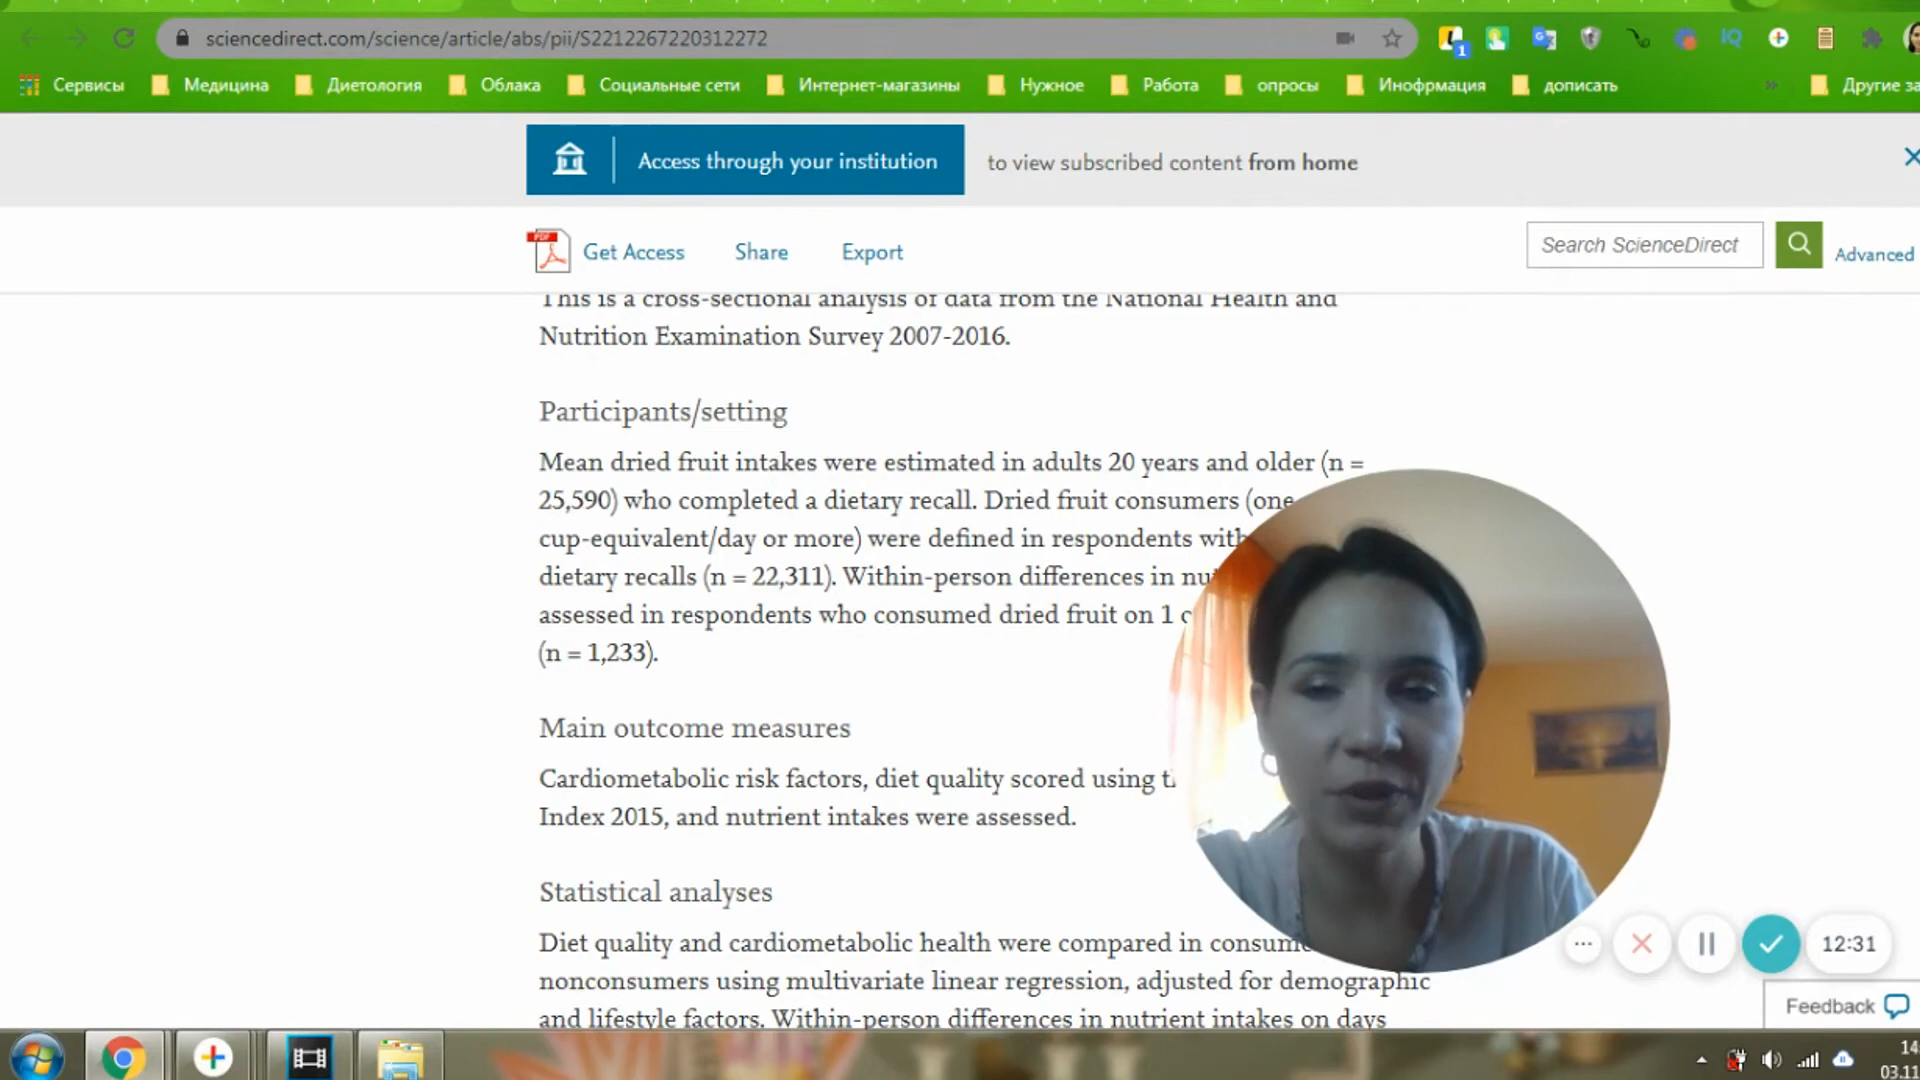 sciencedirect.com/science/article/abs/pii/S2212267220312272
1
IQ
Сервисы
Медицина
Диетология
Облака
Социальные сети
Интернет-магазины
Нужное
Работа
опросы
Инофрмация
дописать
»
Другие за
Access through your institution
to view subscribed content from home
PDF
Get Access
Share
Export
Search ScienceDirect
Advanced
This is a cross-sectional analysis of data from the National Health and
Nutrition Examination Survey 2007-2016.
Participants/setting
Mean dried fruit intakes were estimated in adults 20 years and older (n =
25,590) who completed a dietary recall. Dried fruit consumers (one-
cup-equivalent/day or more) were defined in respondents with
dietary recalls (n = 22,311). Within-person differences in nu
assessed in respondents who consumed dried fruit on 1
(n = 1,233).
Main outcome measures
Cardiometabolic risk factors, diet quality scored using t
Index 2015, and nutrient intakes were assessed.
Statistical analyses
Diet quality and cardiometabolic health were compared in consum
nonconsumers using multivariate linear regression, adjusted for demographic
and lifestyle factors. Within-person differences in nutrient intakes on days
12:31
Feedback
14
03.11